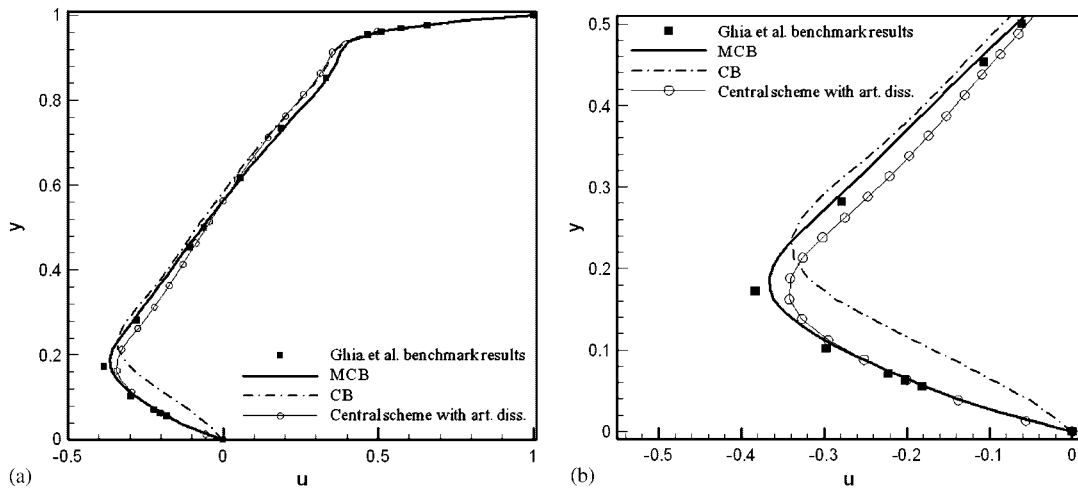 1
0.8
0.6
y
0.4
0.2
0
-0.5
0
0.5
1
u
Ghia et al. benchmark results
MCB
CB
Central scheme with art. diss.
(a)
0.5
0.4
0.3
y
0.2
0.1
0
-0.5
-0.4
-0.3
-0.2
-0.1
0
u
Ghia et al. benchmark results
MCB
CB
Central scheme with art. diss.
(b)